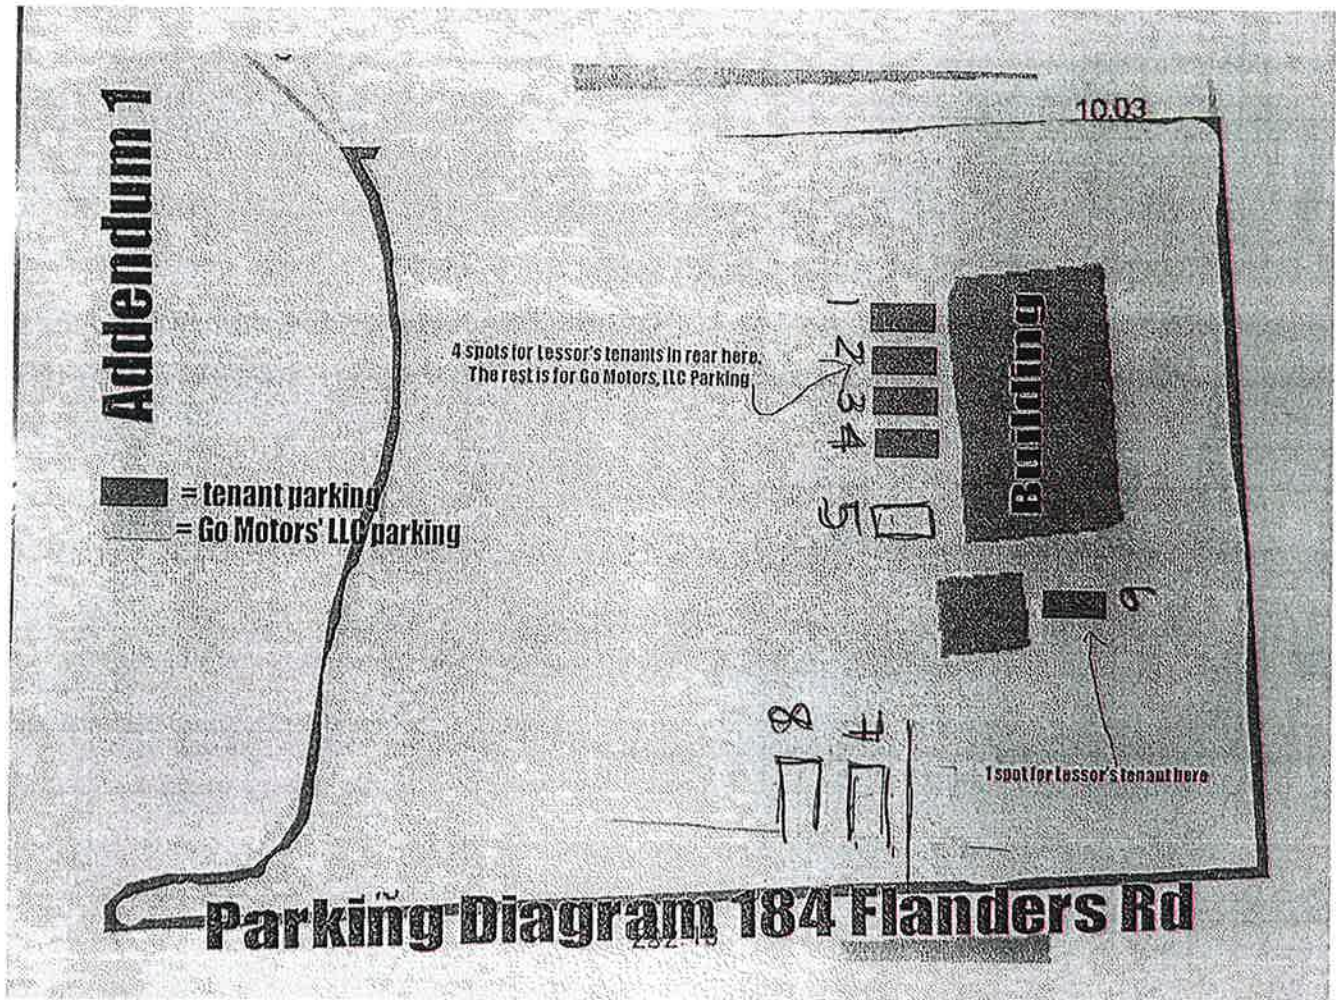 Addendum 1
10.03
4 spots for Lessor's tenants in rear here.
The rest is for Go Motors, LLC Parking
1
2
3
4
5
Building
= tenant parking
= Go Motors' LLC parking
6
8
7
1 spot for Lessor's tenant here
Parking Diagram 184 Flanders Rd